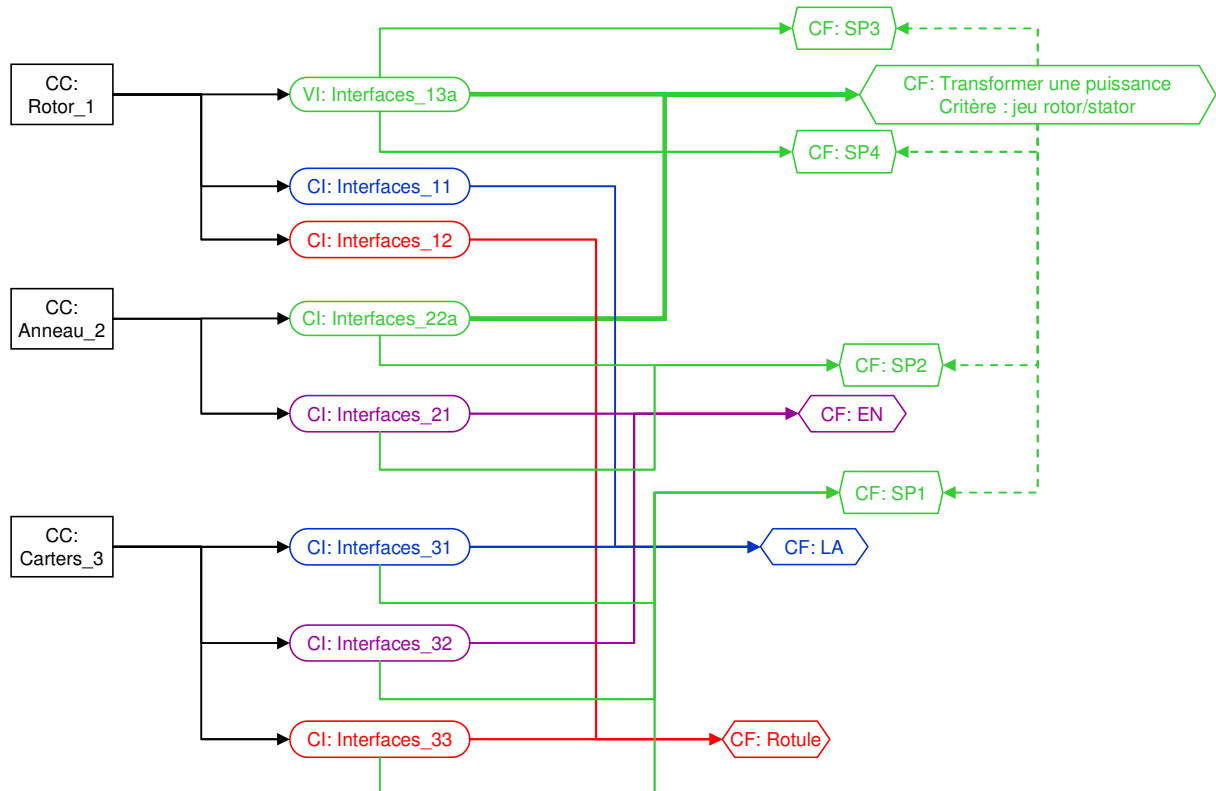 CF: SP3
CC:
Rotor_1
VI: Interfaces_13a
CF: Transformer une puissance
Critère : jeu rotor/stator
CF: SP4
CI: Interfaces_11
CI: Interfaces_12
CC:
Anneau_2
CI: Interfaces_22a
CF: SP2
CI: Interfaces_21
CF: EN
CF: SP1
CC:
Carters_3
CI: Interfaces_31
CF: LA
CI: Interfaces_32
CI: Interfaces_33
CF: Rotule